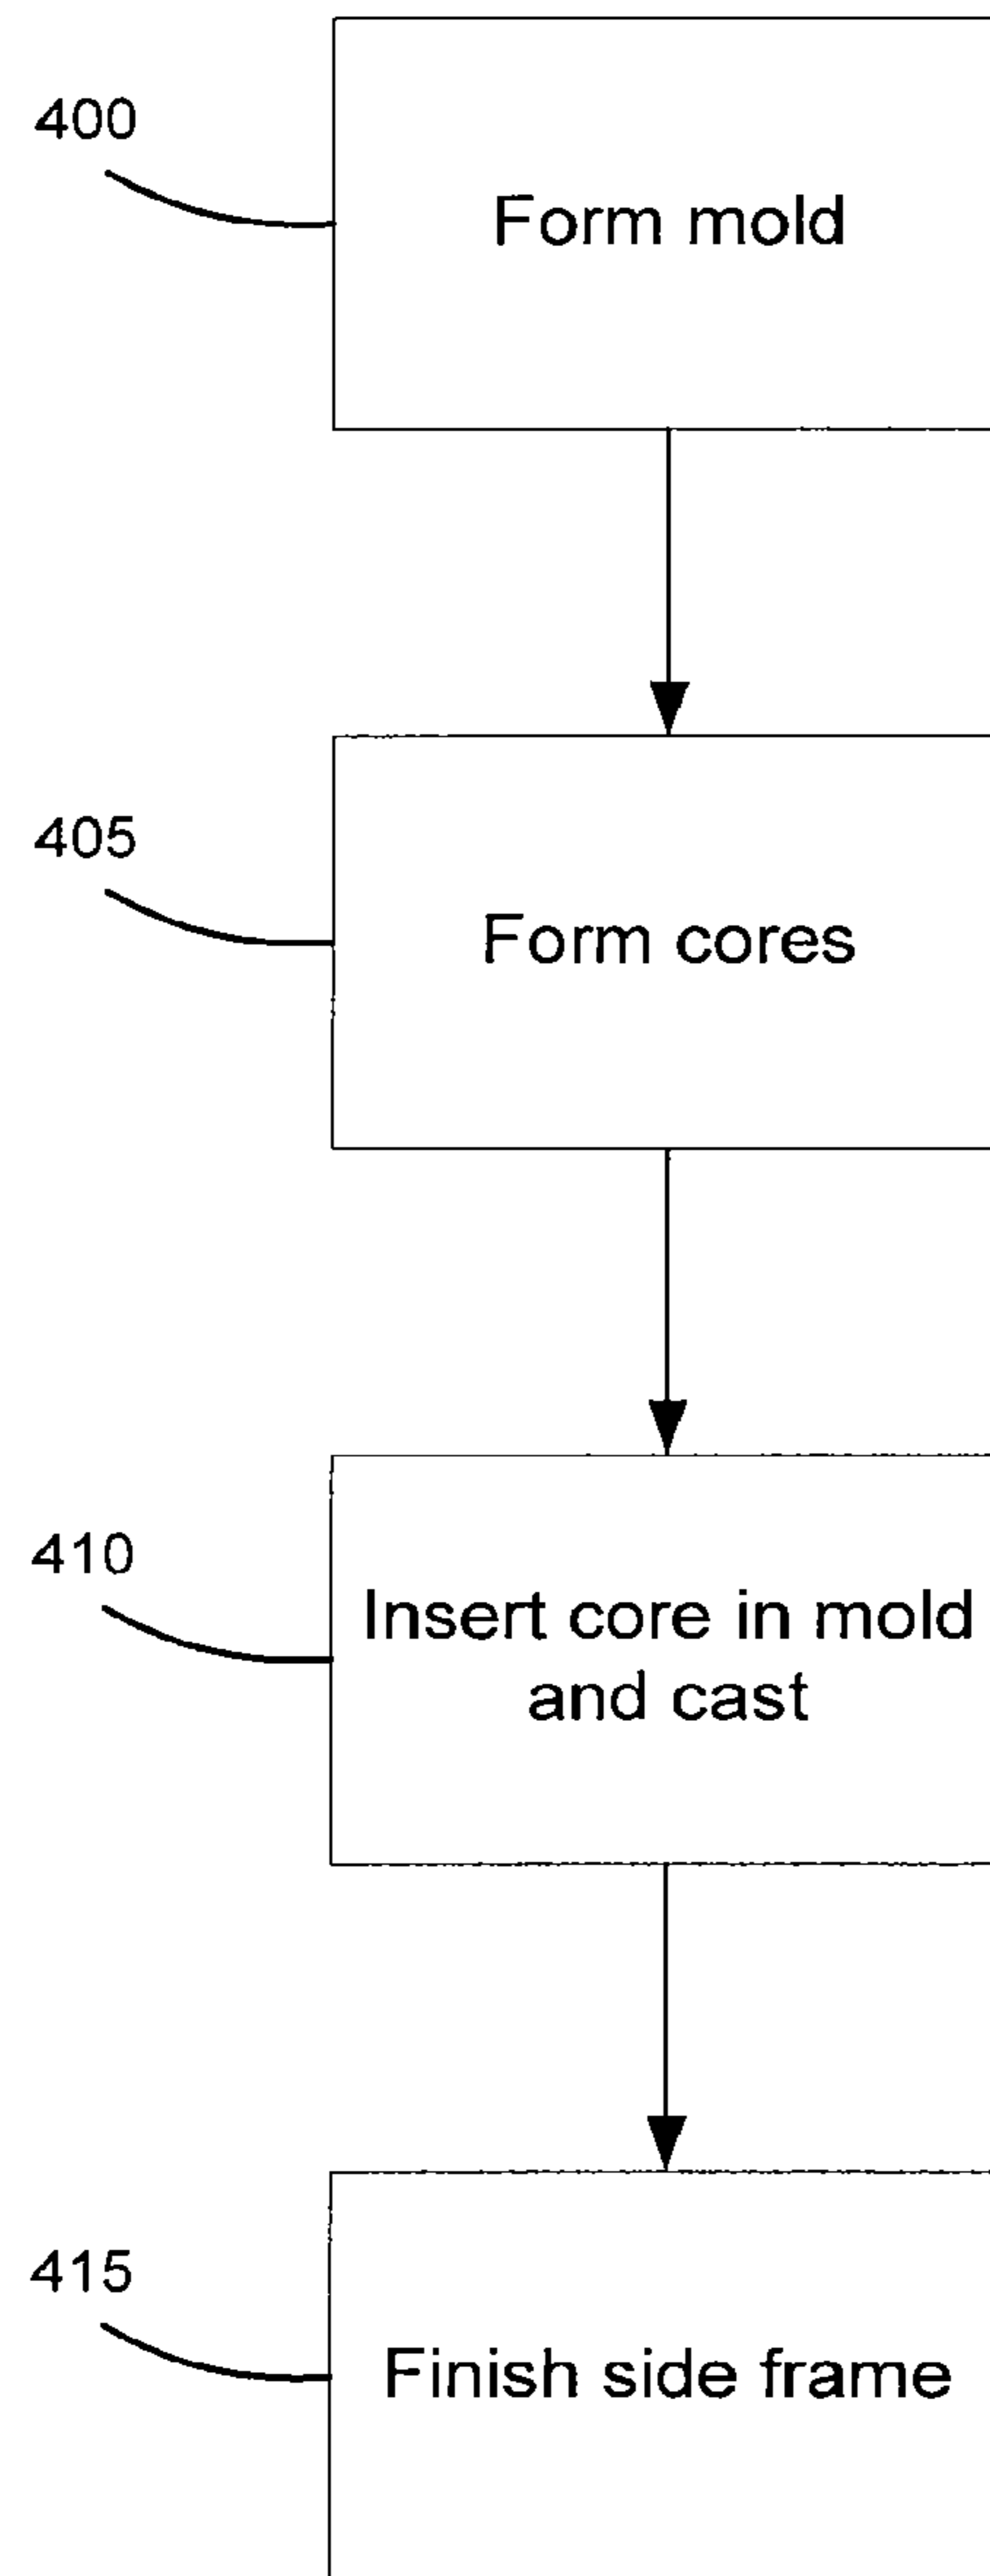 400
Form mold
405
Form cores
410
Insert core in mold
and cast
415
Finish side frame